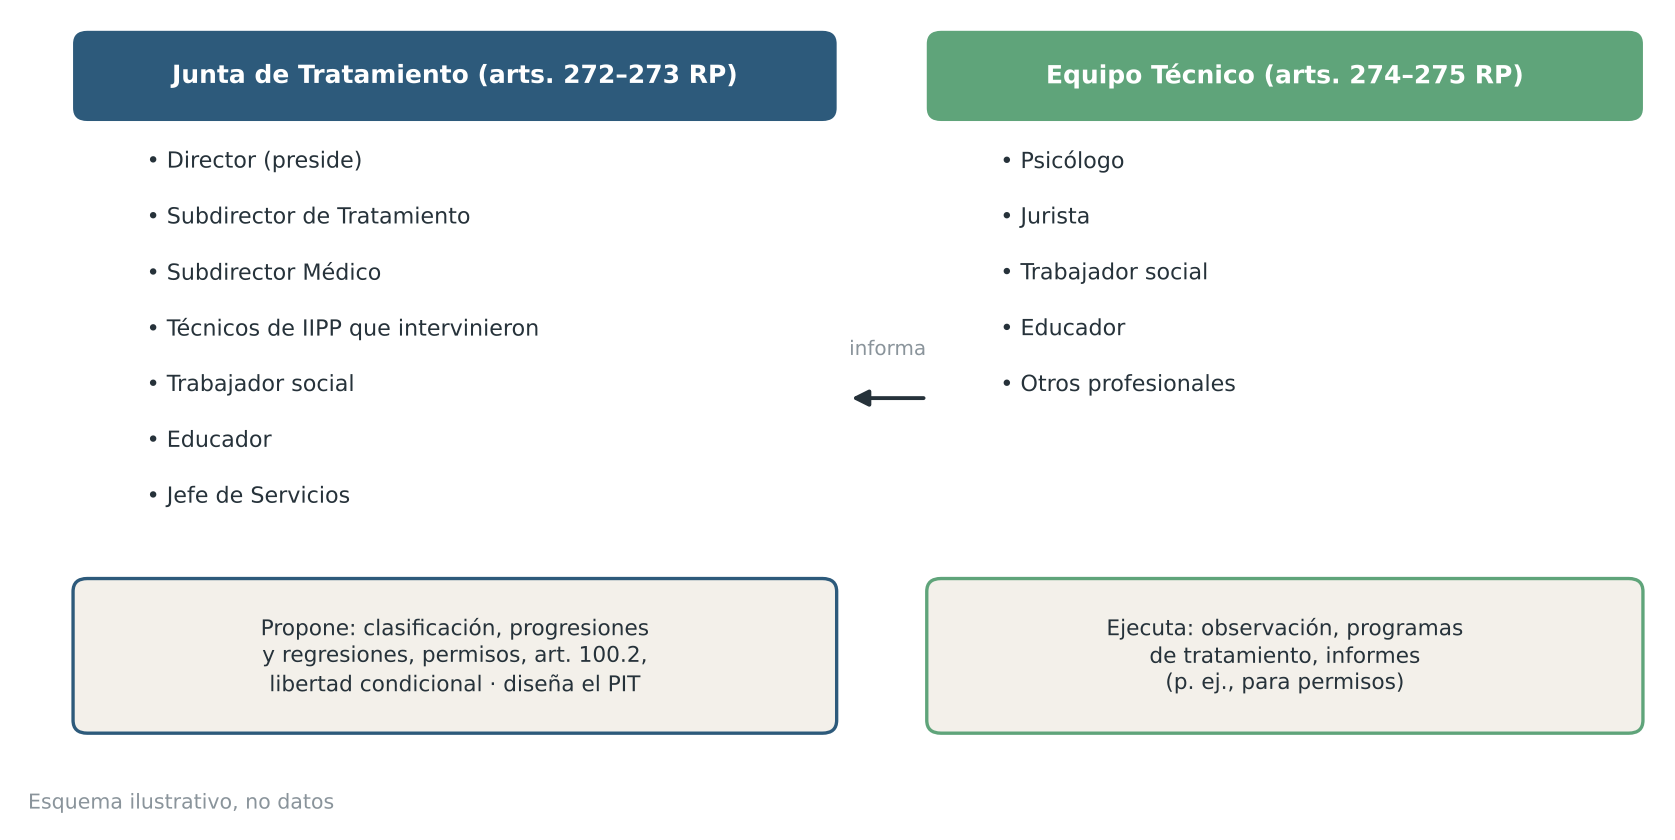 Junta de Tratamiento (arts. 272–273 RP)
• Director (preside)
• Subdirector de Tratamiento
• Subdirector Médico
• Técnicos de IIPP que intervinieron
• Trabajador social
• Educador
• Jefe de Servicios
Propone: clasificación, progresiones
y regresiones, permisos, art. 100.2,
libertad condicional · diseña el PIT
informa
Equipo Técnico (arts. 274–275 RP)
• Psicólogo
• Jurista
• Trabajador social
• Educador
• Otros profesionales
Ejecuta: observación, programas
de tratamiento, informes
(p. ej., para permisos)
Esquema ilustrativo, no datos